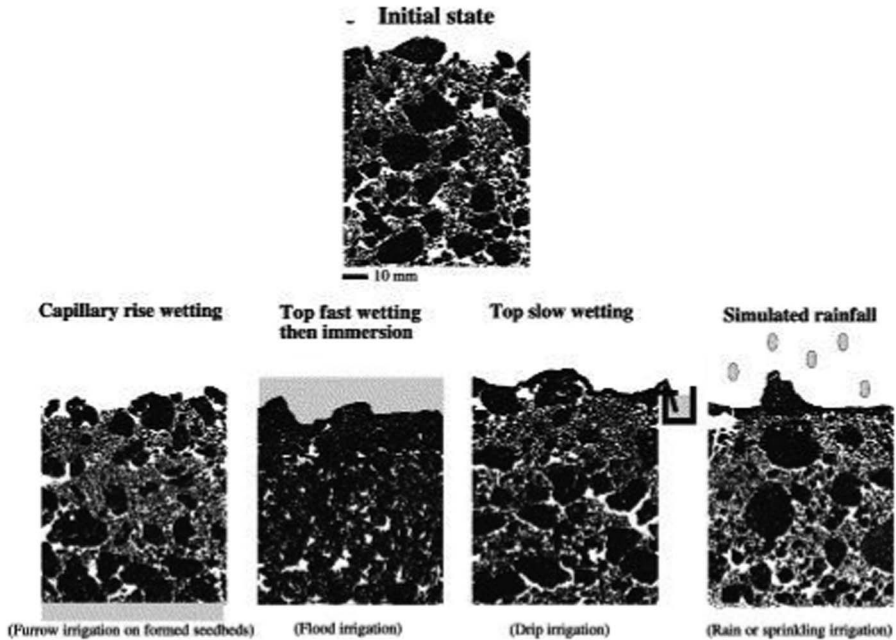 Initial state
10 mm
Capillary rise wetting
Top fast wetting
then immersion
Top slow wetting
Simulated rainfall
(Furrow irrigation on formed seedbeds)
(Flood irrigation)
(Drip irrigation)
(Rain or sprinkling irrigation)